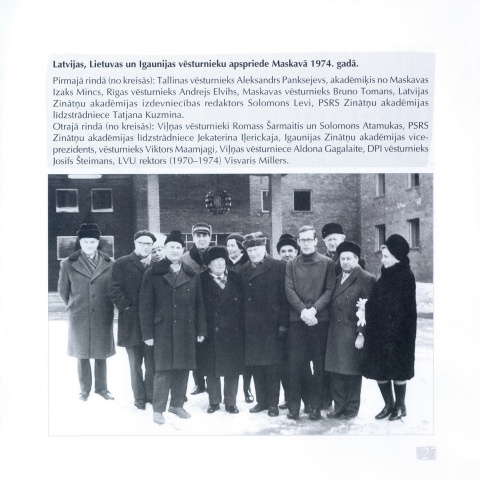 Latvijas, Lietuvas un Igaunijas vēsturnieku apspriede Maskavā 1974. gadā.
Pirmajā rindā (no kreisās): Tallinas vēsturnieks Aleksandrs Panksejevs, akadēmiķis no Maskavas
Izaks Mincs, Rīgas vēsturnieks Andrejs Elvihs, Maskavas vēsturnieks Bruno Tomans, Latvijas
Zinātņu akadēmijas izdevniecības redaktors Solomons Levi, PSRS Zinātņu akadēmijas
līdzstrādniece Tatjana Kuzmina.
Otrajā rindā (no kreisās): Viļņas vēsturnieki Romass Šarmaitis un Solomons Atamukas, PSRS
Zinātņu akadēmijas līdzstrādniece Jekaterina Iļjerickaja, Igaunijas Zinātņu akadēmijas vice-
prezidents, vēsturnieks Viktors Maamjagi, Viļņas vēsturniece Aldona Gagalaite, DPI vēsturnieks
Josifs Šteimans, LVU rektors (1970–1974) Visvaris Millers.